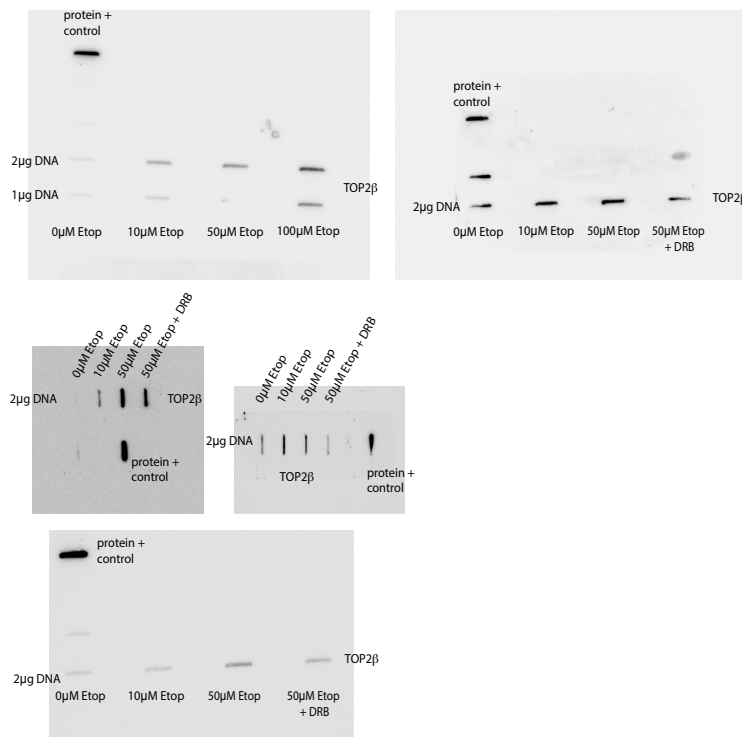 protein +
control
2µg DNA
1µg DNA
TOP2β
0µM Etop
10µM Etop
50µM Etop
100µM Etop
protein +
control
2µg DNA
TOP2β
0µM Etop
10µM Etop
50µM Etop
50µM Etop
+ DRB
0µM Etop
10µM Etop
50µM Etop
50µM Etop + DRB
2µg DNA
TOP2β
protein +
control
0µM Etop
10µM Etop
50µM Etop
50µM Etop + DRB
2µg DNA
TOP2β
protein +
control
protein +
control
TOP2β
2µg DNA
0µM Etop
10µM Etop
50µM Etop
50µM Etop
+ DRB